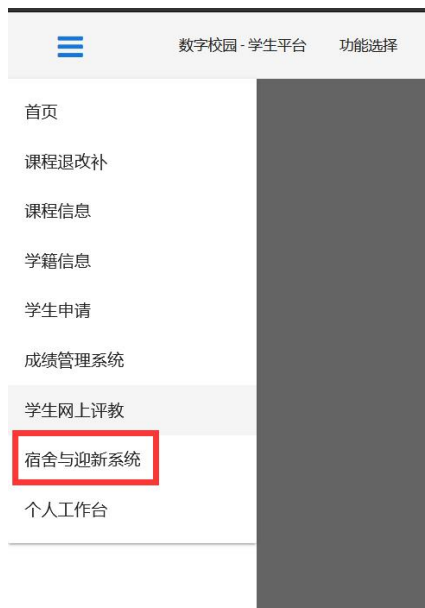 数字校园 - 学生平台 功能选择
首页
课程退改补
课程信息
学籍信息
学生申请
成绩管理系统
学生网上评教
宿舍与迎新系统
个人工作台